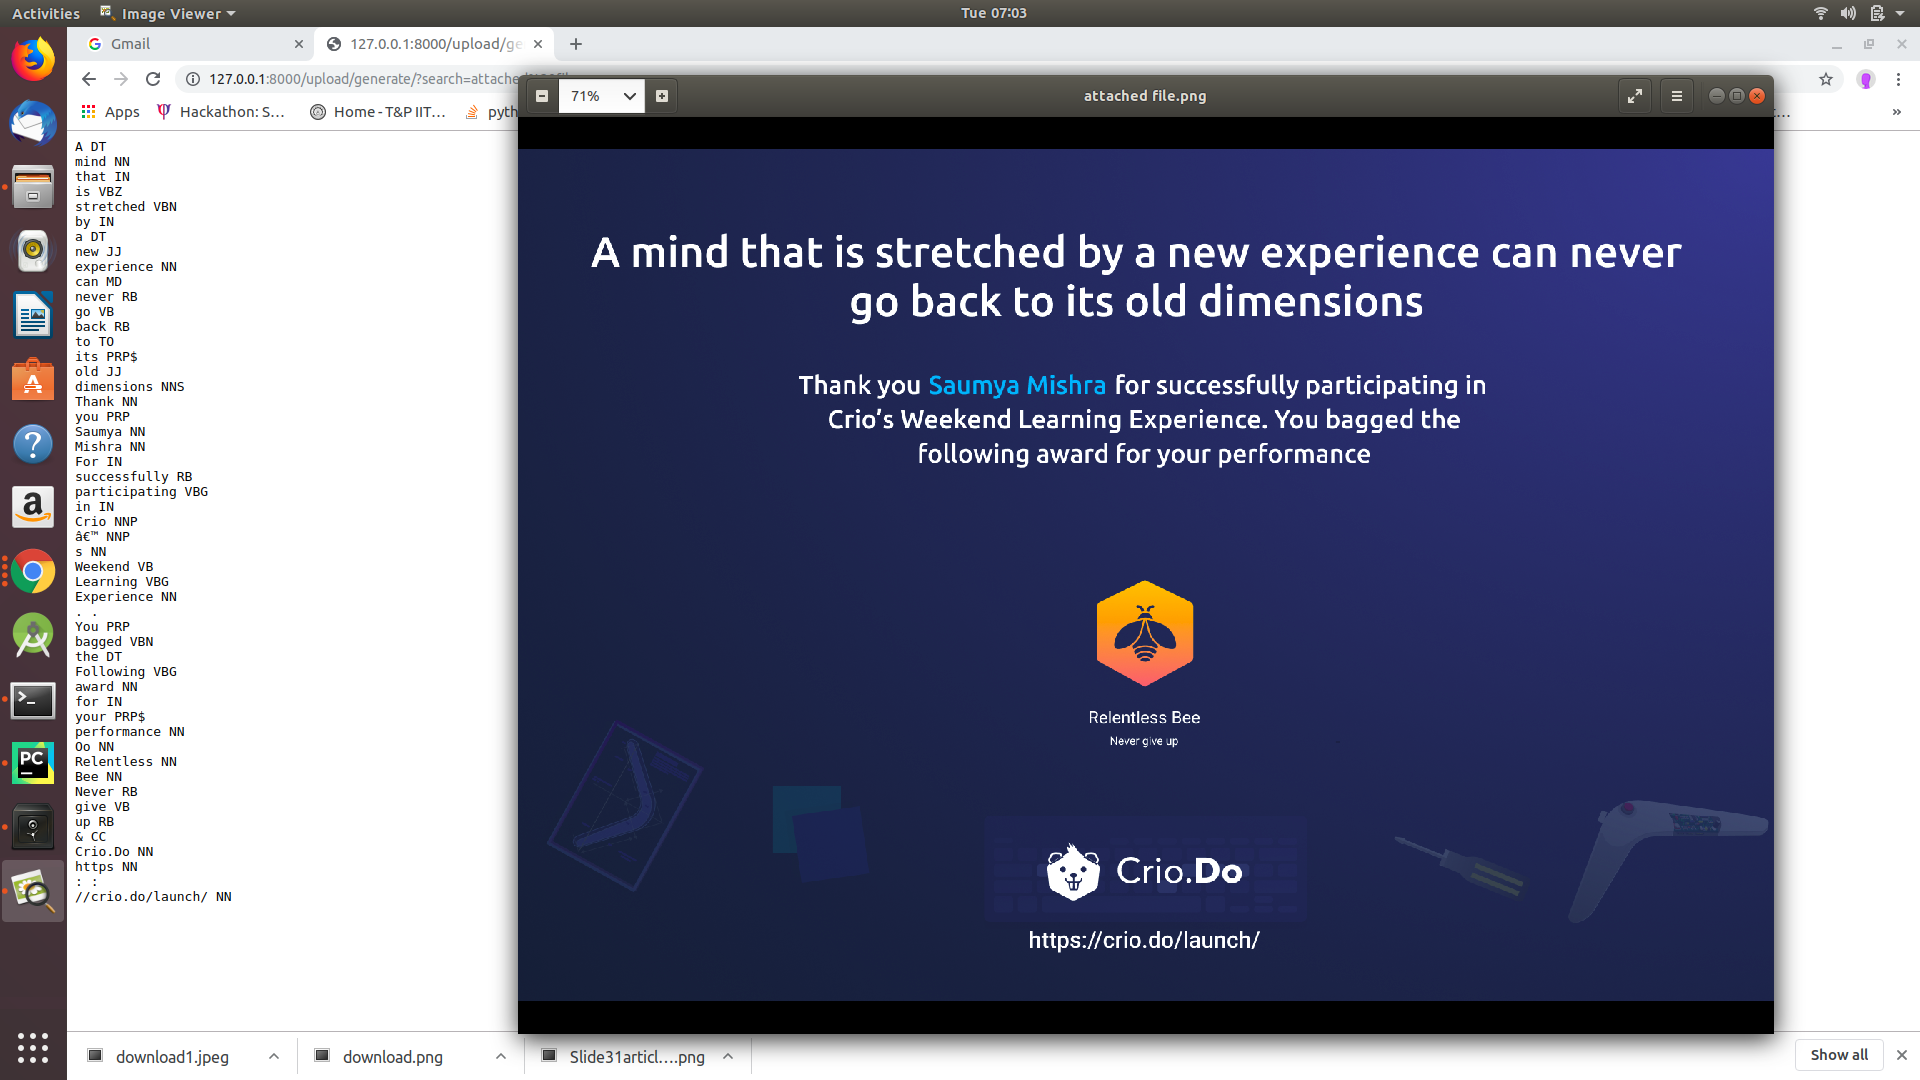 Activities
Image Viewer
Tue 07:03
Gmail
127.0.0.1:8000/upload/ge
127.0.0.1:8000/upload/generate/?search=attached
Apps
Hackathon: S...
Home - T&P IIT...
pyth
...
»
A DT
mind NN
that IN
is VBZ
stretched VBN
by IN
a DT
new JJ
experience NN
can MD
never RB
go VB
back RB
to TO
its PRP$
old JJ
dimensions NNS
Thank NN
you PRP
Saumya NN
Mishra NN
For IN
successfully RB
participating VBG
in IN
Crio NNP
â€™ NNP
s NN
Weekend VB
Learning VBG
Experience NN
. .
You PRP
bagged VBN
the DT
Following VBG
award NN
for IN
your PRP$
performance NN
Oo NN
Relentless NN
Bee NN
Never RB
give VB
up RB
& CC
Crio.Do NN
https NN
: :
//crio.do/launch/ NN
71%
attached file.png
A mind that is stretched by a new experience can never
go back to its old dimensions
Thank you Saumya Mishra for successfully participating in
Crio’s Weekend Learning Experience. You bagged the
following award for your performance
Relentless Bee
Never give up
Crio.Do
https://crio.do/launch/
download1.jpeg
download.png
Slide31articl....png
Show all